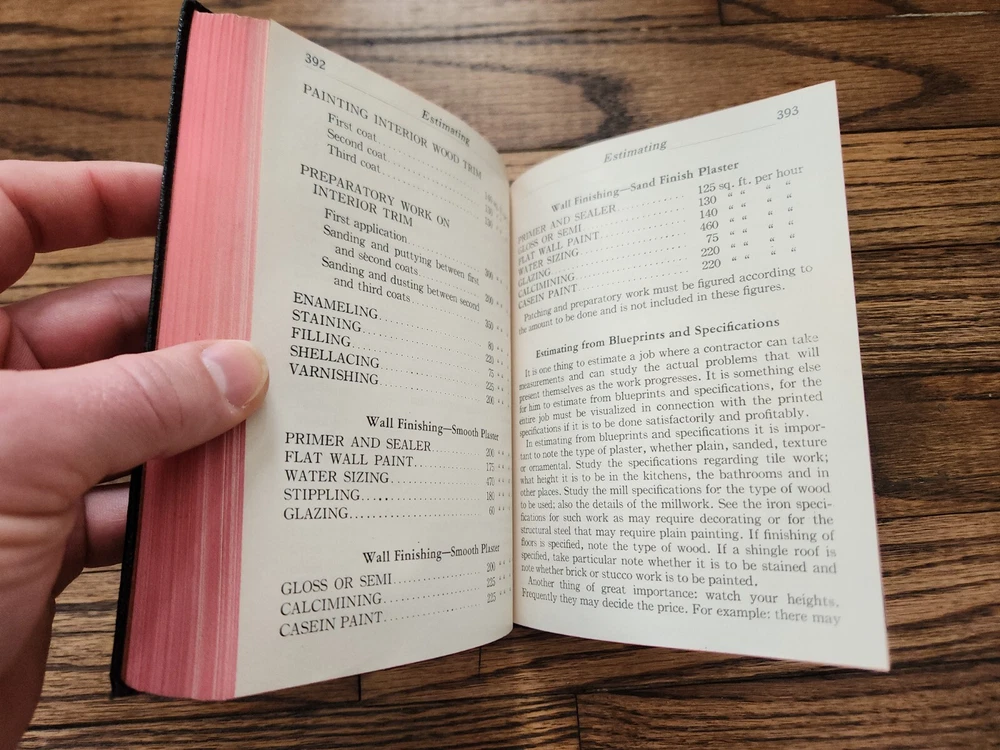 392
Estimating
PAINTING INTERIOR WOOD TRIM
First coat
Second coat
Third coat
PREPARATORY WORK ON
INTERIOR TRIM
First application
Sanding and puttying between first
and second coats
Sanding and dusting between second
and third coats
ENAMELING
STAINING
FILLING
SHELLACING
VARNISHING
Wall Finishing—Smooth Plaster
PRIMER AND SEALER
FLAT WALL PAINT
WATER SIZING
STIPPLING
GLAZING
Wall Finishing—Smooth Plaster
GLOSS OR SEMI
CALCIMINING
CASEIN PAINT
393
Estimating
Wall Finishing—Sand Finish Plaster
PRIMER AND SEALER 125 sq. ft. per hour
GLOSS OR SEMI 130 " " " "
FLAT WALL PAINT 140 " " " "
WATER SIZING 460 " " " "
GLAZING 75 " " " "
CALCIMINING 220 " " " "
CASEIN PAINT 220 " " " "
Patching and preparatory work must be figured according to
the amount to be done and is not included in these figures.
Estimating from Blueprints and Specifications
It is one thing to estimate a job where a contractor can take
measurements and can study the actual problems that will
present themselves as the work progresses. It is something else
for him to estimate from blueprints and specifications, for the
entire job must be visualized in connection with the printed
specifications if it is to be done satisfactorily and profitably.
In estimating from blueprints and specifications it is impor-
tant to note the type of plaster, whether plain, sanded, texture
or ornamental. Study the specifications regarding tile work;
what height it is to be in the kitchens, the bathrooms and in
other places. Study the mill specifications for the type of wood
to be used; also the details of the millwork. See the iron speci-
fications for such work as may require decorating or for the
structural steel that may require plain painting. If finishing of
floors is specified, note the type of wood. If a shingle roof is
specified, take particular note whether it is to be stained and
note whether brick or stucco work is to be painted,
Another thing of great importance: watch your heights.
Frequently they may decide the price. For example: there may